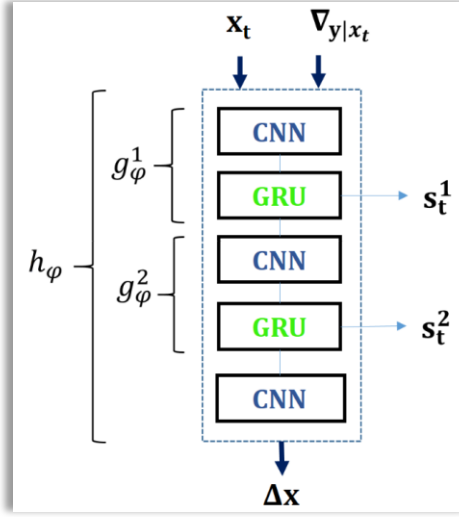 x_t ∇_{y|x_t}
CNN
g_φ^1
GRU
s_t^1
h_φ
CNN
g_φ^2
GRU
s_t^2
CNN
Δx